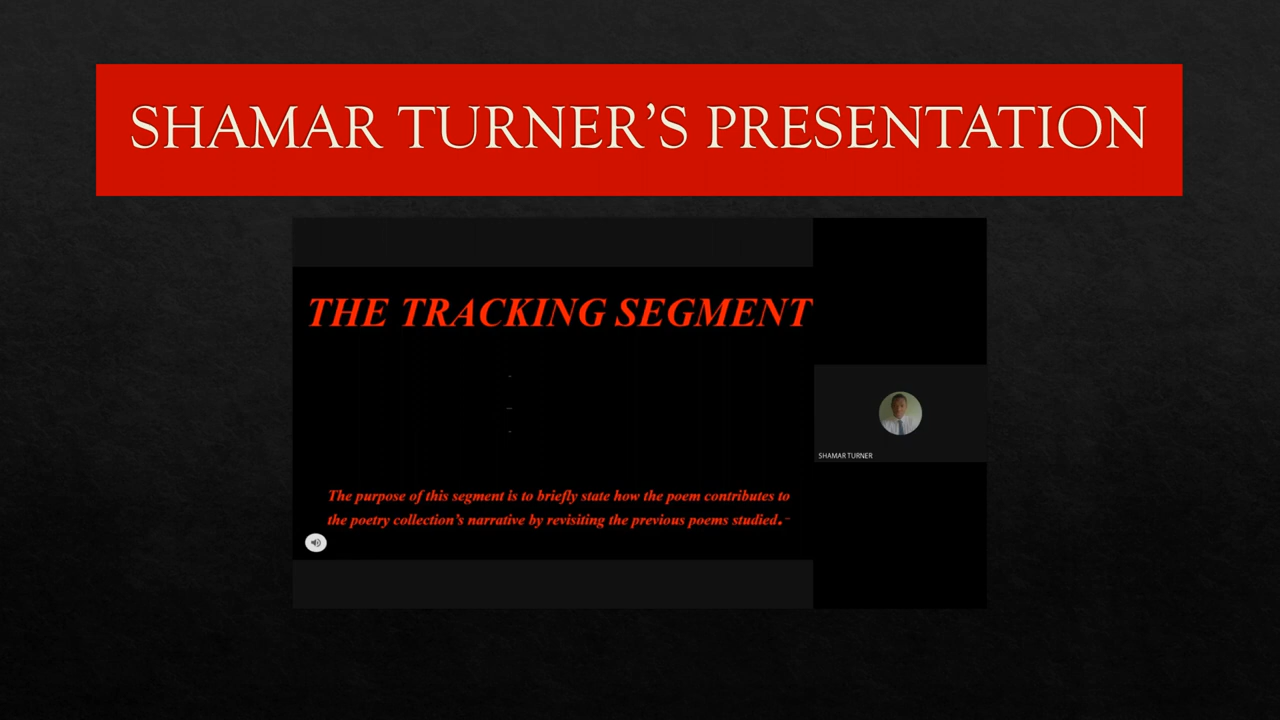 SHAMAR TURNER’S PRESENTATION
THE TRACKING SEGMENT
SHAMAR TURNER
The purpose of this segment is to briefly state how the poem contributes to
the poetry collection’s narrative by revisiting the previous poems studied.